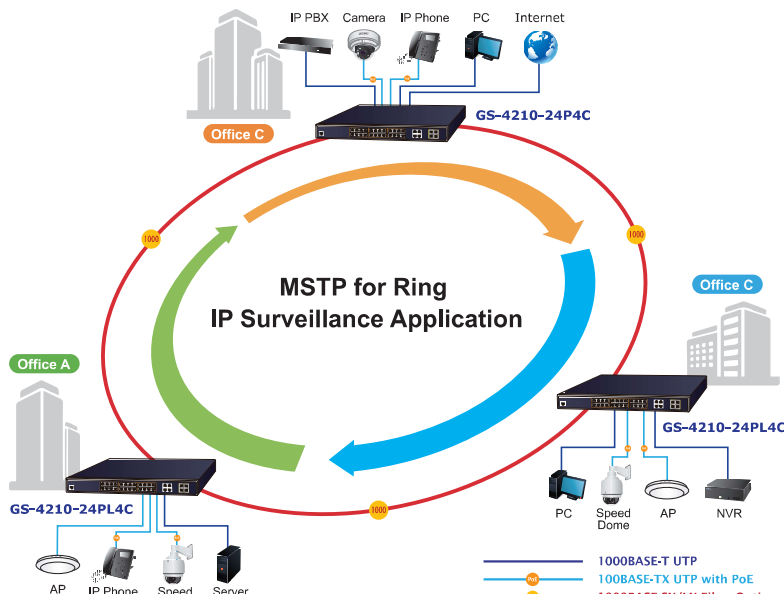 IP PBX
Camera
IP Phone
PC
Internet
GS-4210-24P4C
Office C
1000
1000
MSTP for Ring
IP Surveillance Application
Office C
Office A
GS-4210-24PL4C
GS-4210-24PL4C
PC
Speed
Dome
AP
NVR
1000
AP
IP Phone
Speed
Server
1000BASE-T UTP
PoE
100BASE-TX UTP with PoE